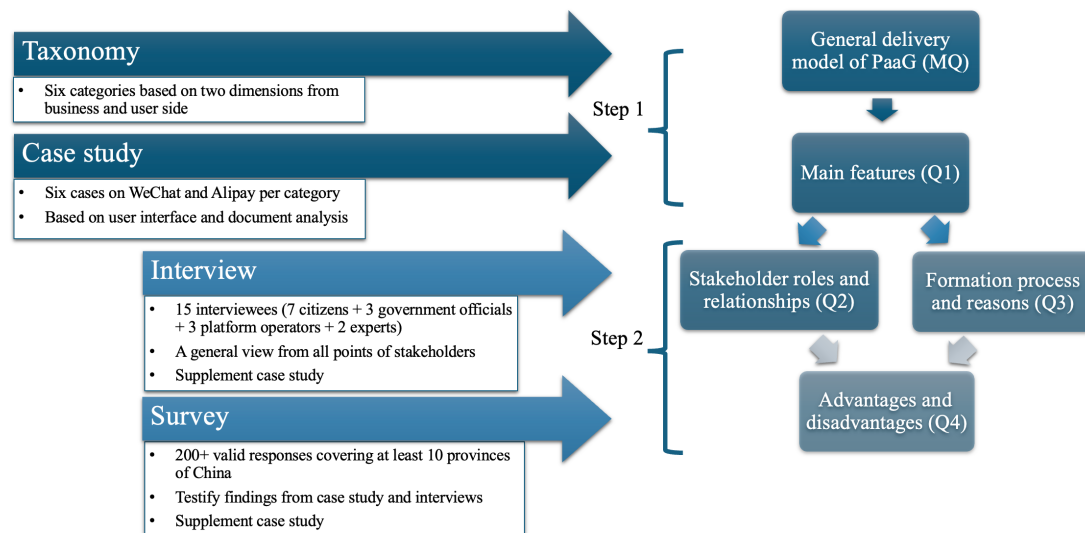 Taxonomy
• Six categories based on two dimensions from
business and user side
Case study
• Six cases on WeChat and Alipay per category
• Based on user interface and document analysis
Interview
• 15 interviewees (7 citizens + 3 government officials
+ 3 platform operators + 2 experts)
• A general view from all points of stakeholders
• Supplement case study
Survey
• 200+ valid responses covering at least 10 provinces
of China
• Testify findings from case study and interviews
• Supplement case study
Step 1
Step 2
General delivery
model of PaaG (MQ)
Main features (Q1)
Stakeholder roles and
relationships (Q2)
Formation process
and reasons (Q3)
Advantages and
disadvantages (Q4)